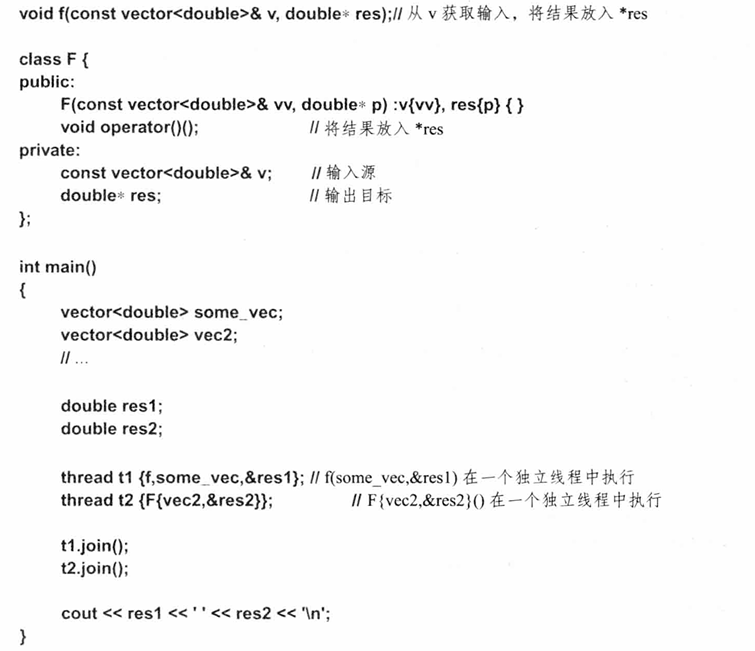 void f(const vector<double>& v, double* res);// 从 v 获取输入，将结果放入 *res
class F {
public:
F(const vector<double>& vv, double* p) :v{vv}, res{p} { }
void operator()(); // 将结果放入 *res
private:
const vector<double>& v; // 输入源
double* res; // 输出目标
};
int main()
{
vector<double> some_vec;
vector<double> vec2;
// ...
double res1;
double res2;
thread t1 {f,some_vec,&res1}; // f(some_vec,&res1) 在一个独立线程中执行
thread t2 {F{vec2,&res2}}; // F{vec2,&res2}() 在一个独立线程中执行
t1.join();
t2.join();
cout << res1 << ' ' << res2 << '\n';
}